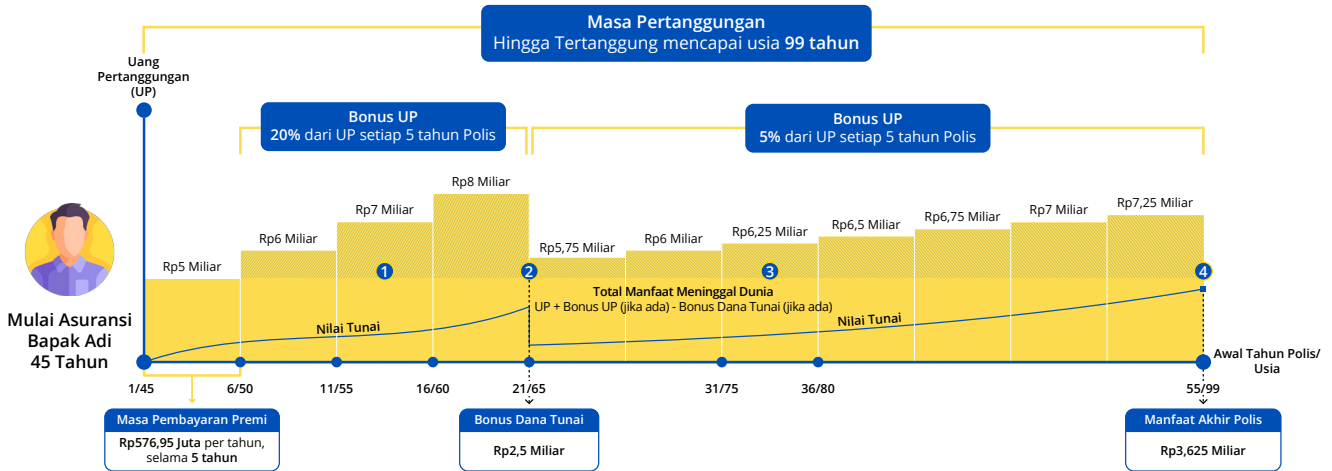 Masa Pertanggungan
Hingga Tertanggung mencapai usia 99 tahun
Uang
Pertanggungan
(UP)
Bonus UP
20% dari UP setiap 5 tahun Polis
Bonus UP
5% dari UP setiap 5 tahun Polis
Rp5 Miliar
Rp6 Miliar
Rp7 Miliar
Rp8 Miliar
Rp5,75 Miliar
Rp6 Miliar
Rp6,25 Miliar
Rp6,5 Miliar
Rp6,75 Miliar
Rp7 Miliar
Rp7,25 Miliar
1
2
3
4
Total Manfaat Meninggal Dunia
UP + Bonus UP (jika ada) - Bonus Dana Tunai (jika ada)
Nilai Tunai
Nilai Tunai
Mulai Asuransi
Bapak Adi
45 Tahun
Awal Tahun Polis/
Usia
1/45
6/50
11/55
16/60
21/65
31/75
36/80
55/99
Masa Pembayaran Premi
Rp576,95 Juta per tahun,
selama 5 tahun
Bonus Dana Tunai
Rp2,5 Miliar
Manfaat Akhir Polis
Rp3,625 Miliar